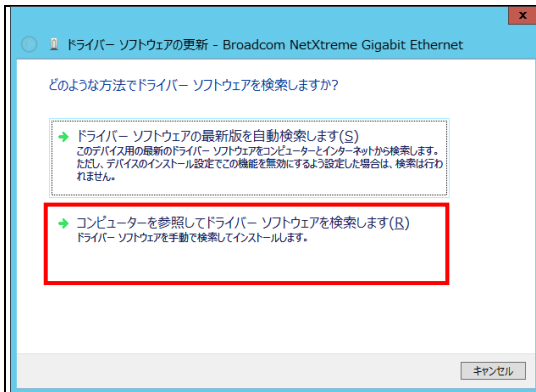 x
ドライバー ソフトウェアの更新 - Broadcom NetXtreme Gigabit Ethernet
どのような方法でドライバー ソフトウェアを検索しますか?
ドライバー ソフトウェアの最新版を自動検索します(S)
このデバイス用の最新のドライバー ソフトウェアをコンピューターとインターネットから検索します。
ただし、デバイスのインストール設定でこの機能を無効にするよう設定した場合は、検索は行わ
れません。
コンピューターを参照してドライバー ソフトウェアを検索します(R)
ドライバー ソフトウェアを手動で検索してインストールします。
キャンセル